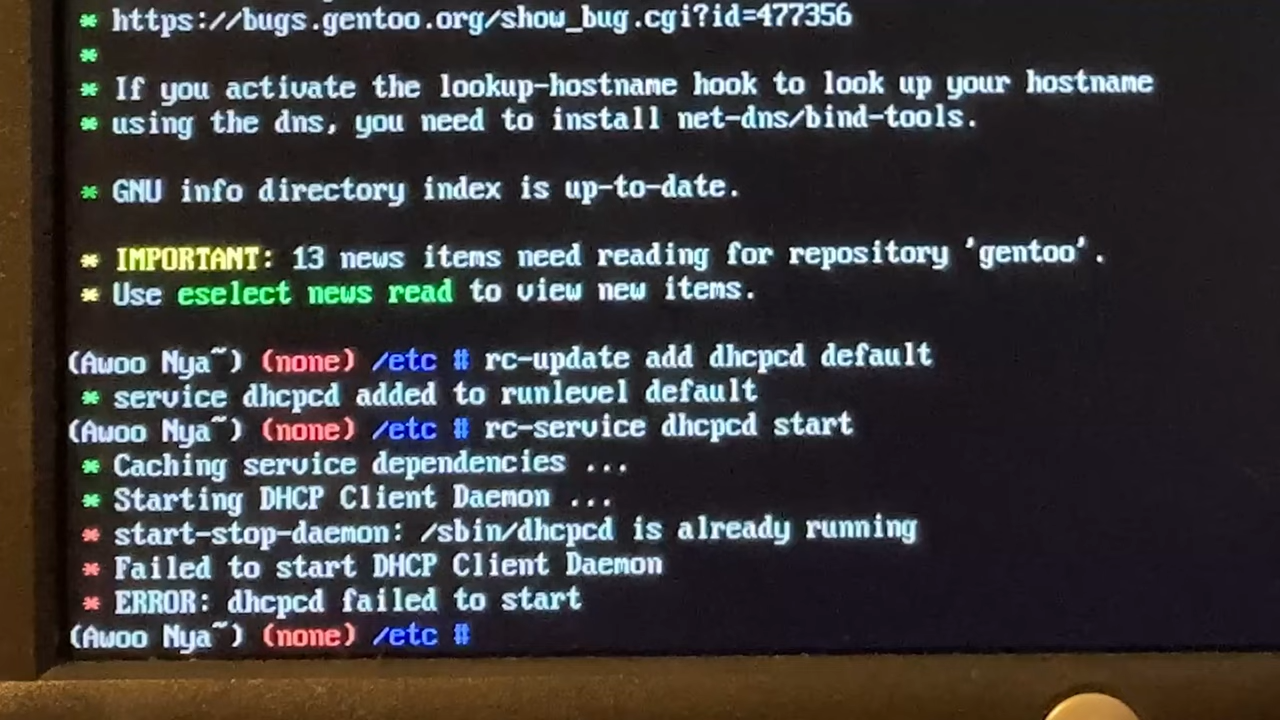 * https://bugs.gentoo.org/show_bug.cgi?id=477356
*
* If you activate the lookup-hostname hook to look up your hostname
* using the dns, you need to install net-dns/bind-tools.
* GNU info directory index is up-to-date.
* IMPORTANT: 13 news items need reading for repository 'gentoo'.
* Use eselect news read to view new items.
(Awoo Nya~) (none) /etc # rc-update add dhcpcd default
* service dhcpcd added to runlevel default
(Awoo Nya~) (none) /etc # rc-service dhcpcd start
* Caching service dependencies ...
* Starting DHCP Client Daemon ...
* start-stop-daemon: /sbin/dhcpcd is already running
* Failed to start DHCP Client Daemon
* ERROR: dhcpcd failed to start
(Awoo Nya~) (none) /etc #